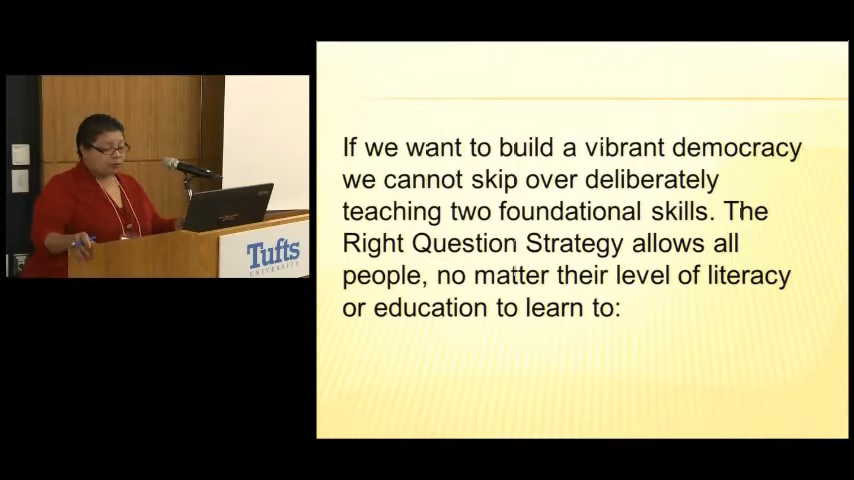 If we want to build a vibrant democracy
we cannot skip over deliberately
teaching two foundational skills. The
Right Question Strategy allows all
people, no matter their level of literacy
or education to learn to:
Tufts
UNIVERSITY